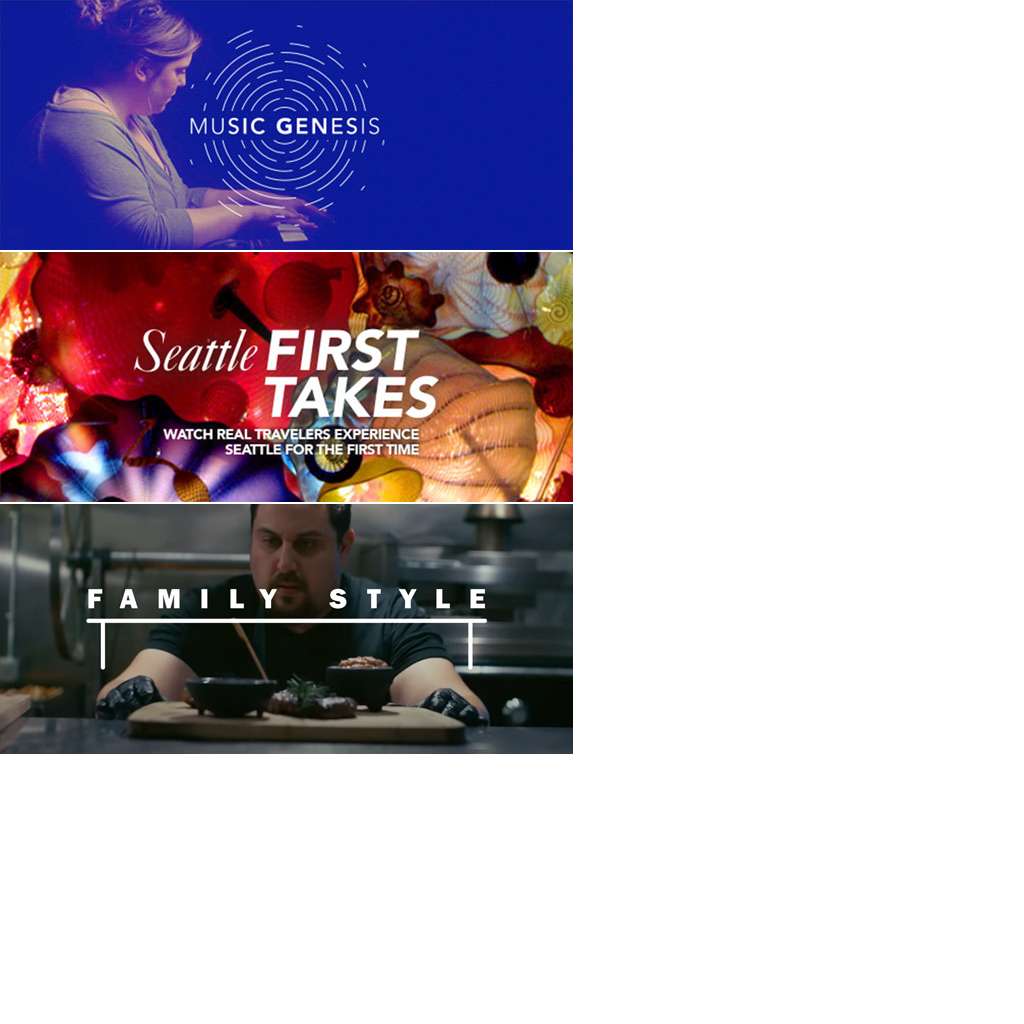 MUSIC GENESIS
Seattle FIRST
TAKES
WATCH REAL TRAVELERS EXPERIENCE
SEATTLE FOR THE FIRST TIME
FAMILY STYLE